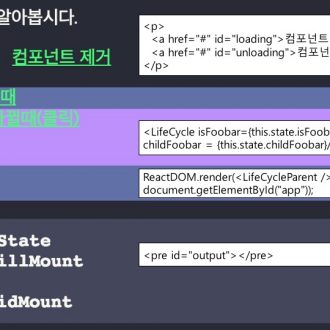 알아봅시다.
<p>
<a href="#" id="loading">컴포넌트
컴포넌트 제거
<a href="#" id="unloading">컴포넌
</p>
때
때(클릭)
<LifeCycle isFoobar={this.state.isFoob
childFoobar = {this.state.childFoobar}/
ReactDOM.render(<LifeCycleParent />
document.getElementById("app"));
State
illMount
<pre id="output"></pre>
idMount